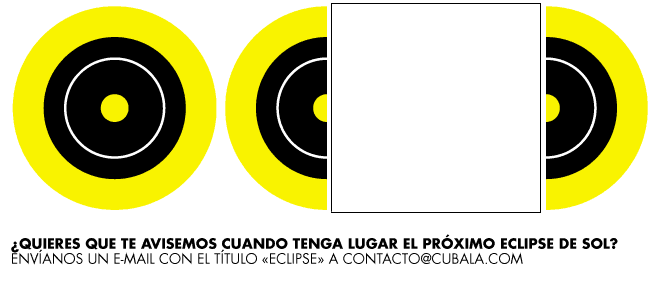 ¿QUIERES QUE TE AVISEMOS CUANDO TENGA LUGAR EL PRÓXIMO ECLIPSE DE SOL?
ENVÍANOS UN E-MAIL CON EL TÍTULO «ECLIPSE» A CONTACTO@CUBALA.COM